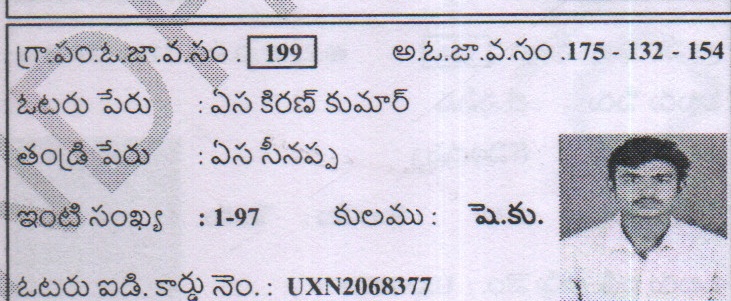 గ్రా.పం.ఓ.జా.వ.సం . 199 అ.ఓ.జా.వ.సం .175 - 132 - 154
ఓటరు పేరు : ఏస కిరణ్ కుమార్
తండ్రి పేరు : ఏస సీనప్ప
ఇంటి సంఖ్య : 1-97 కులము : షె.కు.
ఓటరు ఐడి. కార్డు నెం. : UXN2068377